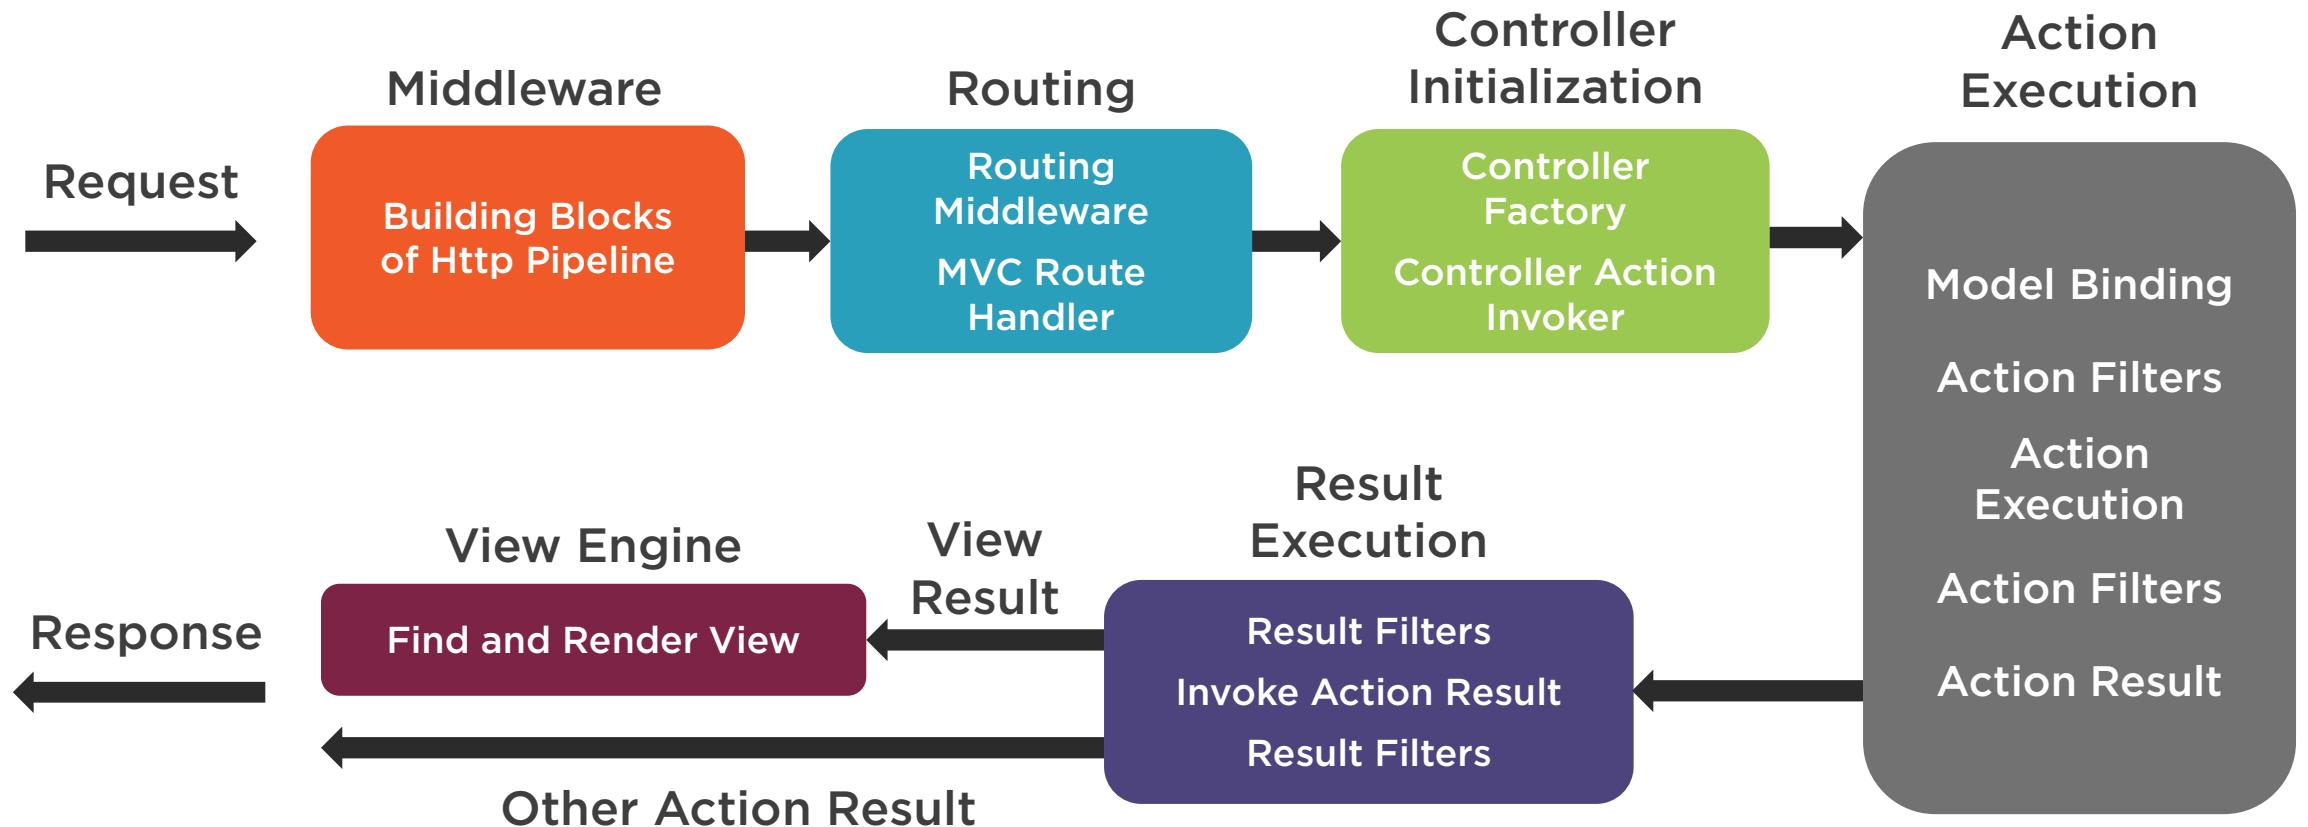 Request
Middleware
Building Blocks
of Http Pipeline
Routing
Routing
Middleware
MVC Route
Handler
Controller
Initialization
Controller
Factory
Controller Action
Invoker
Action
Execution
Model Binding
Action Filters
Action
Execution
Action Filters
Action Result
Result
Execution
Result Filters
Invoke Action Result
Result Filters
View
Result
View Engine
Find and Render View
Other Action Result
Response